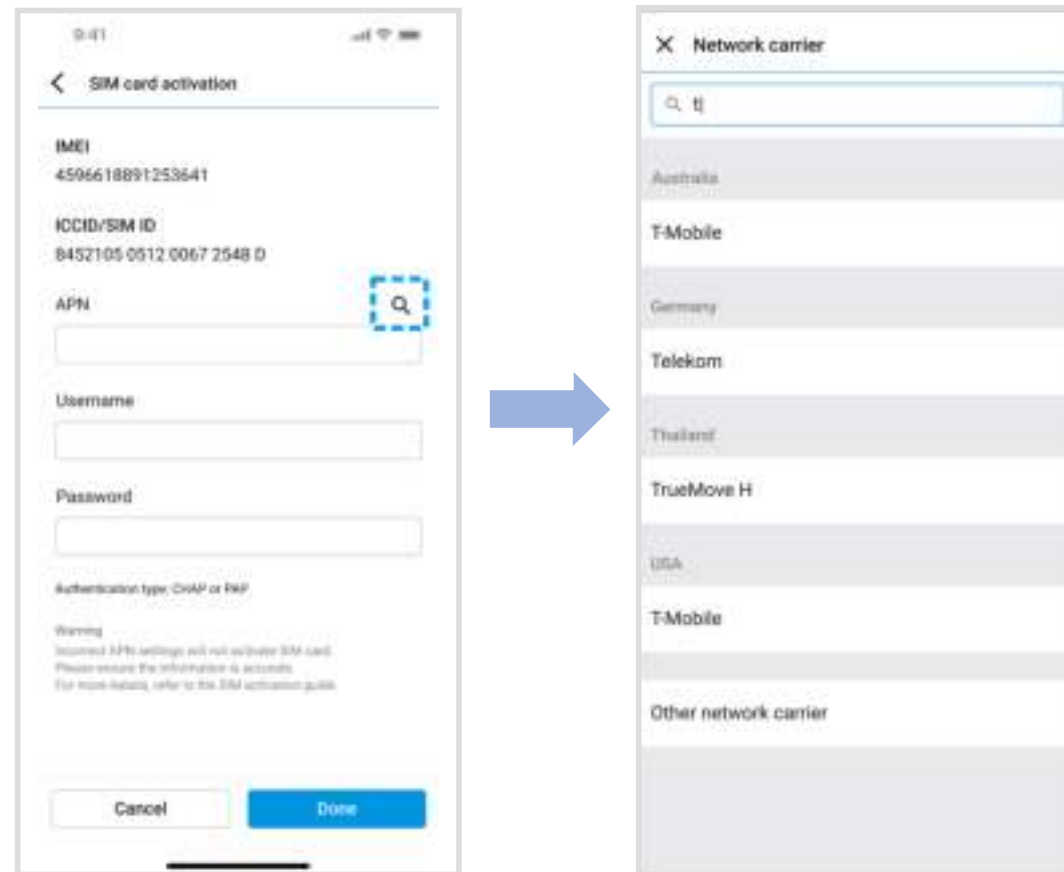 9:41
SIM card activation
IMEI
4596618891253641
ICCID/SIM ID
8452105 0512 0067 2548 D
APN
Username
Password
Authentication type: CHAP or PAP
Warning
Incorrect APN settings will not activate SIM card.
Please ensure the information is accurate.
For more details, refer to the SIM activation guide.
Cancel
Done
Network carrier
t
Australia
T-Mobile
Germany
Telekom
Thailand
TrueMove H
USA
T-Mobile
Other network carrier